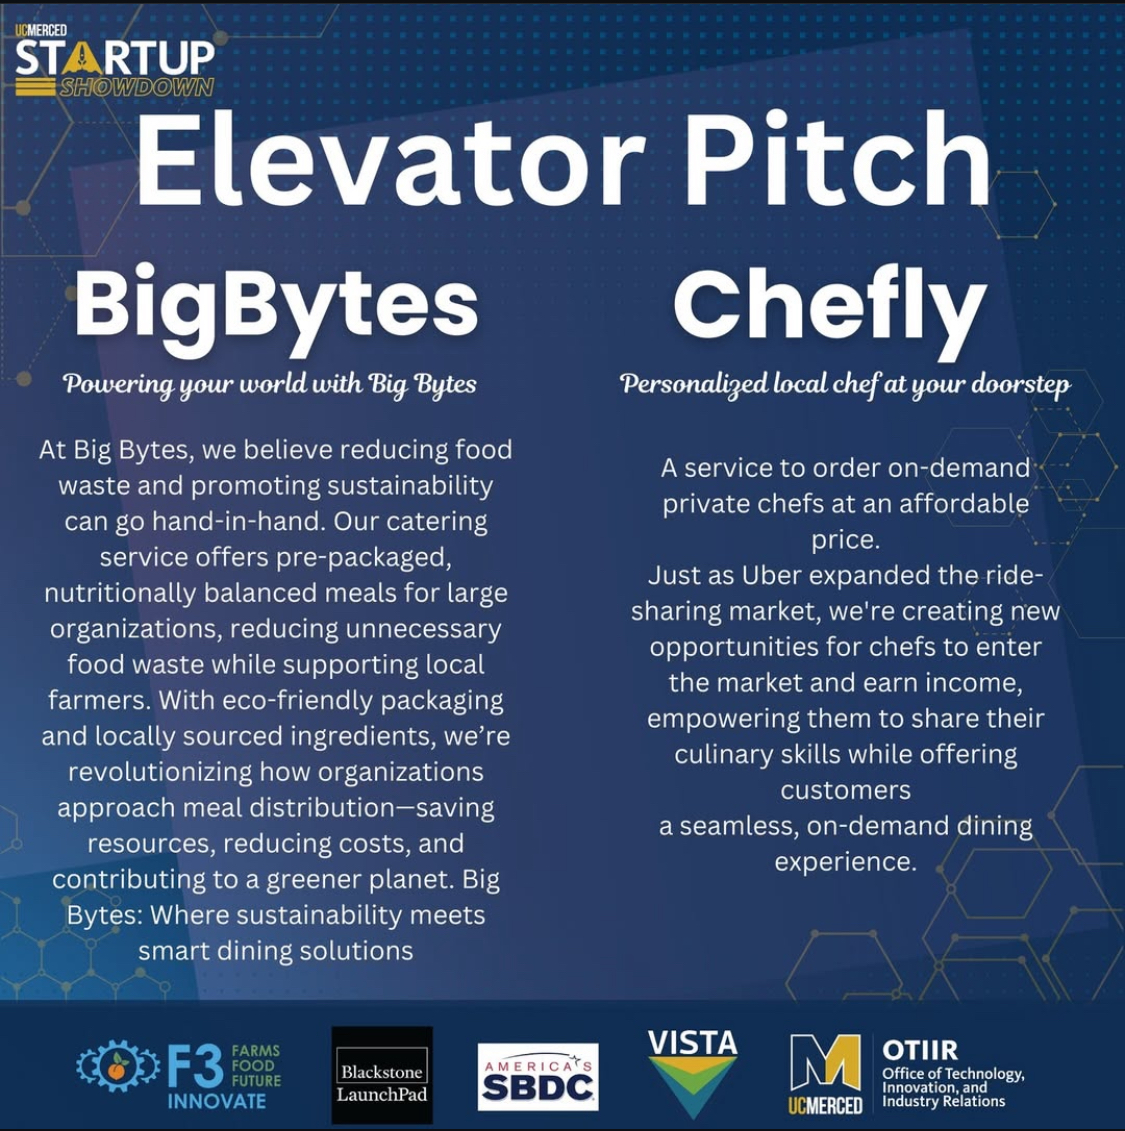 UCMERCED
STARTUP
SHOWDOWN
Elevator Pitch
BigBytes
Powering your world with Big Bytes
At Big Bytes, we believe reducing food
waste and promoting sustainability
can go hand-in-hand. Our catering
service offers pre-packaged,
nutritionally balanced meals for large
organizations, reducing unnecessary
food waste while supporting local
farmers. With eco-friendly packaging
and locally sourced ingredients, we’re
revolutionizing how organizations
approach meal distribution—saving
resources, reducing costs, and
contributing to a greener planet. Big
Bytes: Where sustainability meets
smart dining solutions
Chefly
Personalized local chef at your doorstep
A service to order on-demand
private chefs at an affordable
price.
Just as Uber expanded the ride-
sharing market, we're creating new
opportunities for chefs to enter
the market and earn income,
empowering them to share their
culinary skills while offering
customers
a seamless, on-demand dining
experience.
F3
FARMS
FOOD
FUTURE
INNOVATE
Blackstone
LaunchPad
AMERICA'S
SBDC
VISTA
M
UCMERCED
OTIIR
Office of Technology,
Innovation, and
Industry Relations